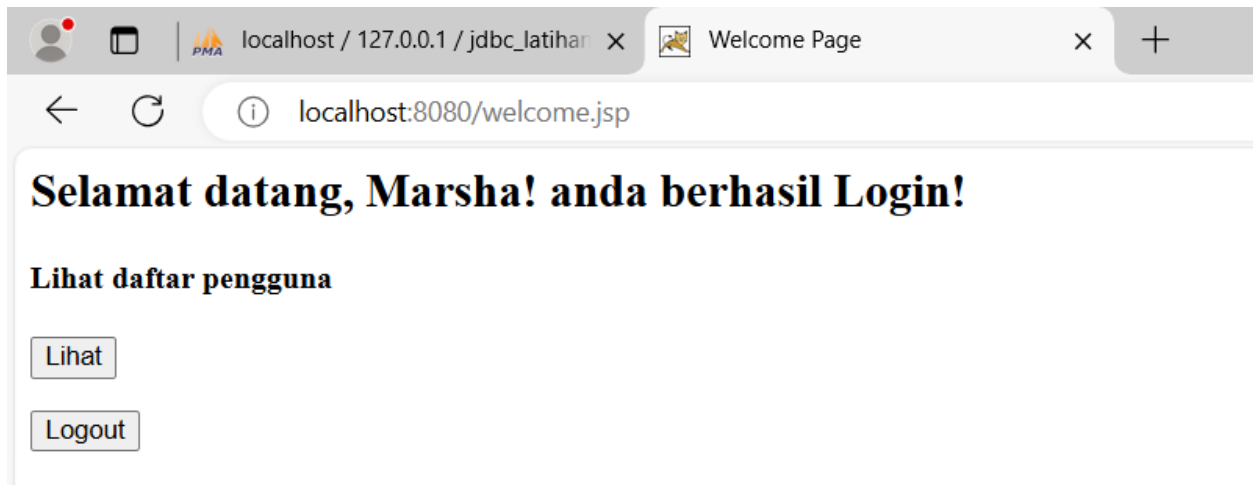 PMA localhost / 127.0.0.1 / jdbc_latihan Welcome Page
localhost:8080/welcome.jsp
Selamat datang, Marsha! anda berhasil Login!
Lihat daftar pengguna
Lihat
Logout